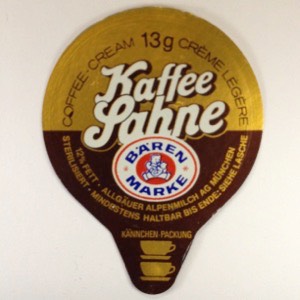 COFFEE-CREAM 13g CRÈME LÉGÈRE
Kaffee
Sahne
BÄREN
MARKE
12% FETT · ALLGÄUER ALPENMILCH AG MÜNCHEN
STERILISIERT · MINDESTENS HALTBAR BIS ENDE: SIEHE LASCHE
KÄNNCHEN-PACKUNG